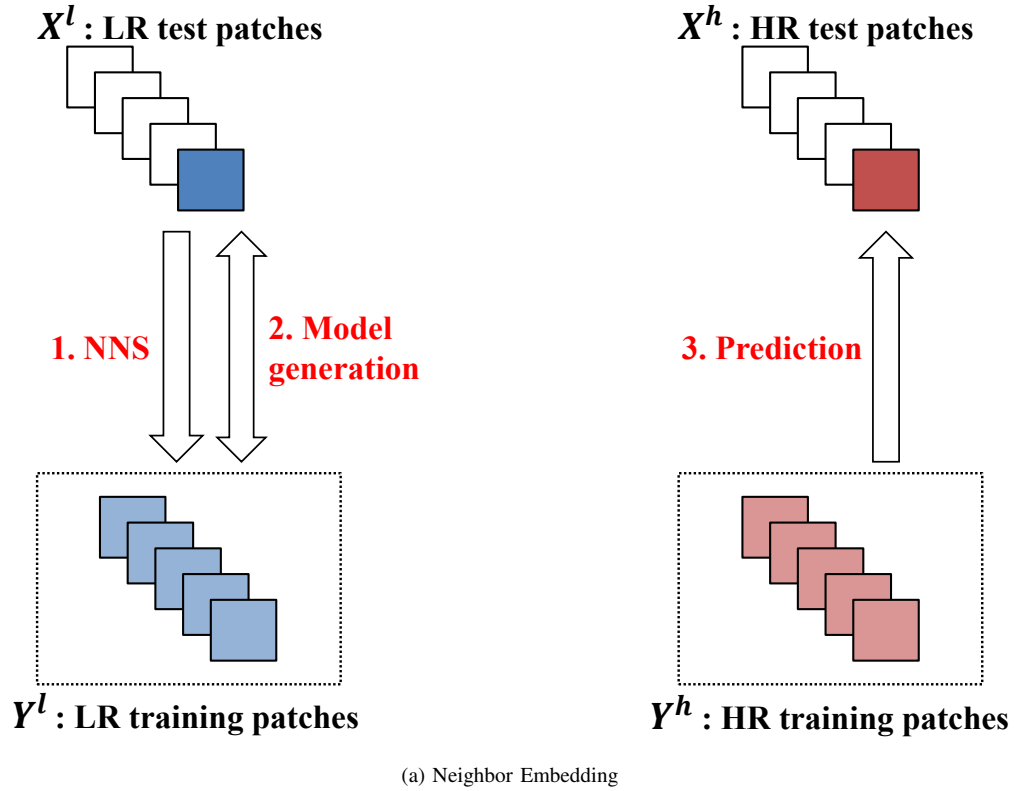 X^l : LR test patches
X^h : HR test patches
1. NNS
2. Model
generation
3. Prediction
Y^l : LR training patches
Y^h : HR training patches
(a) Neighbor Embedding